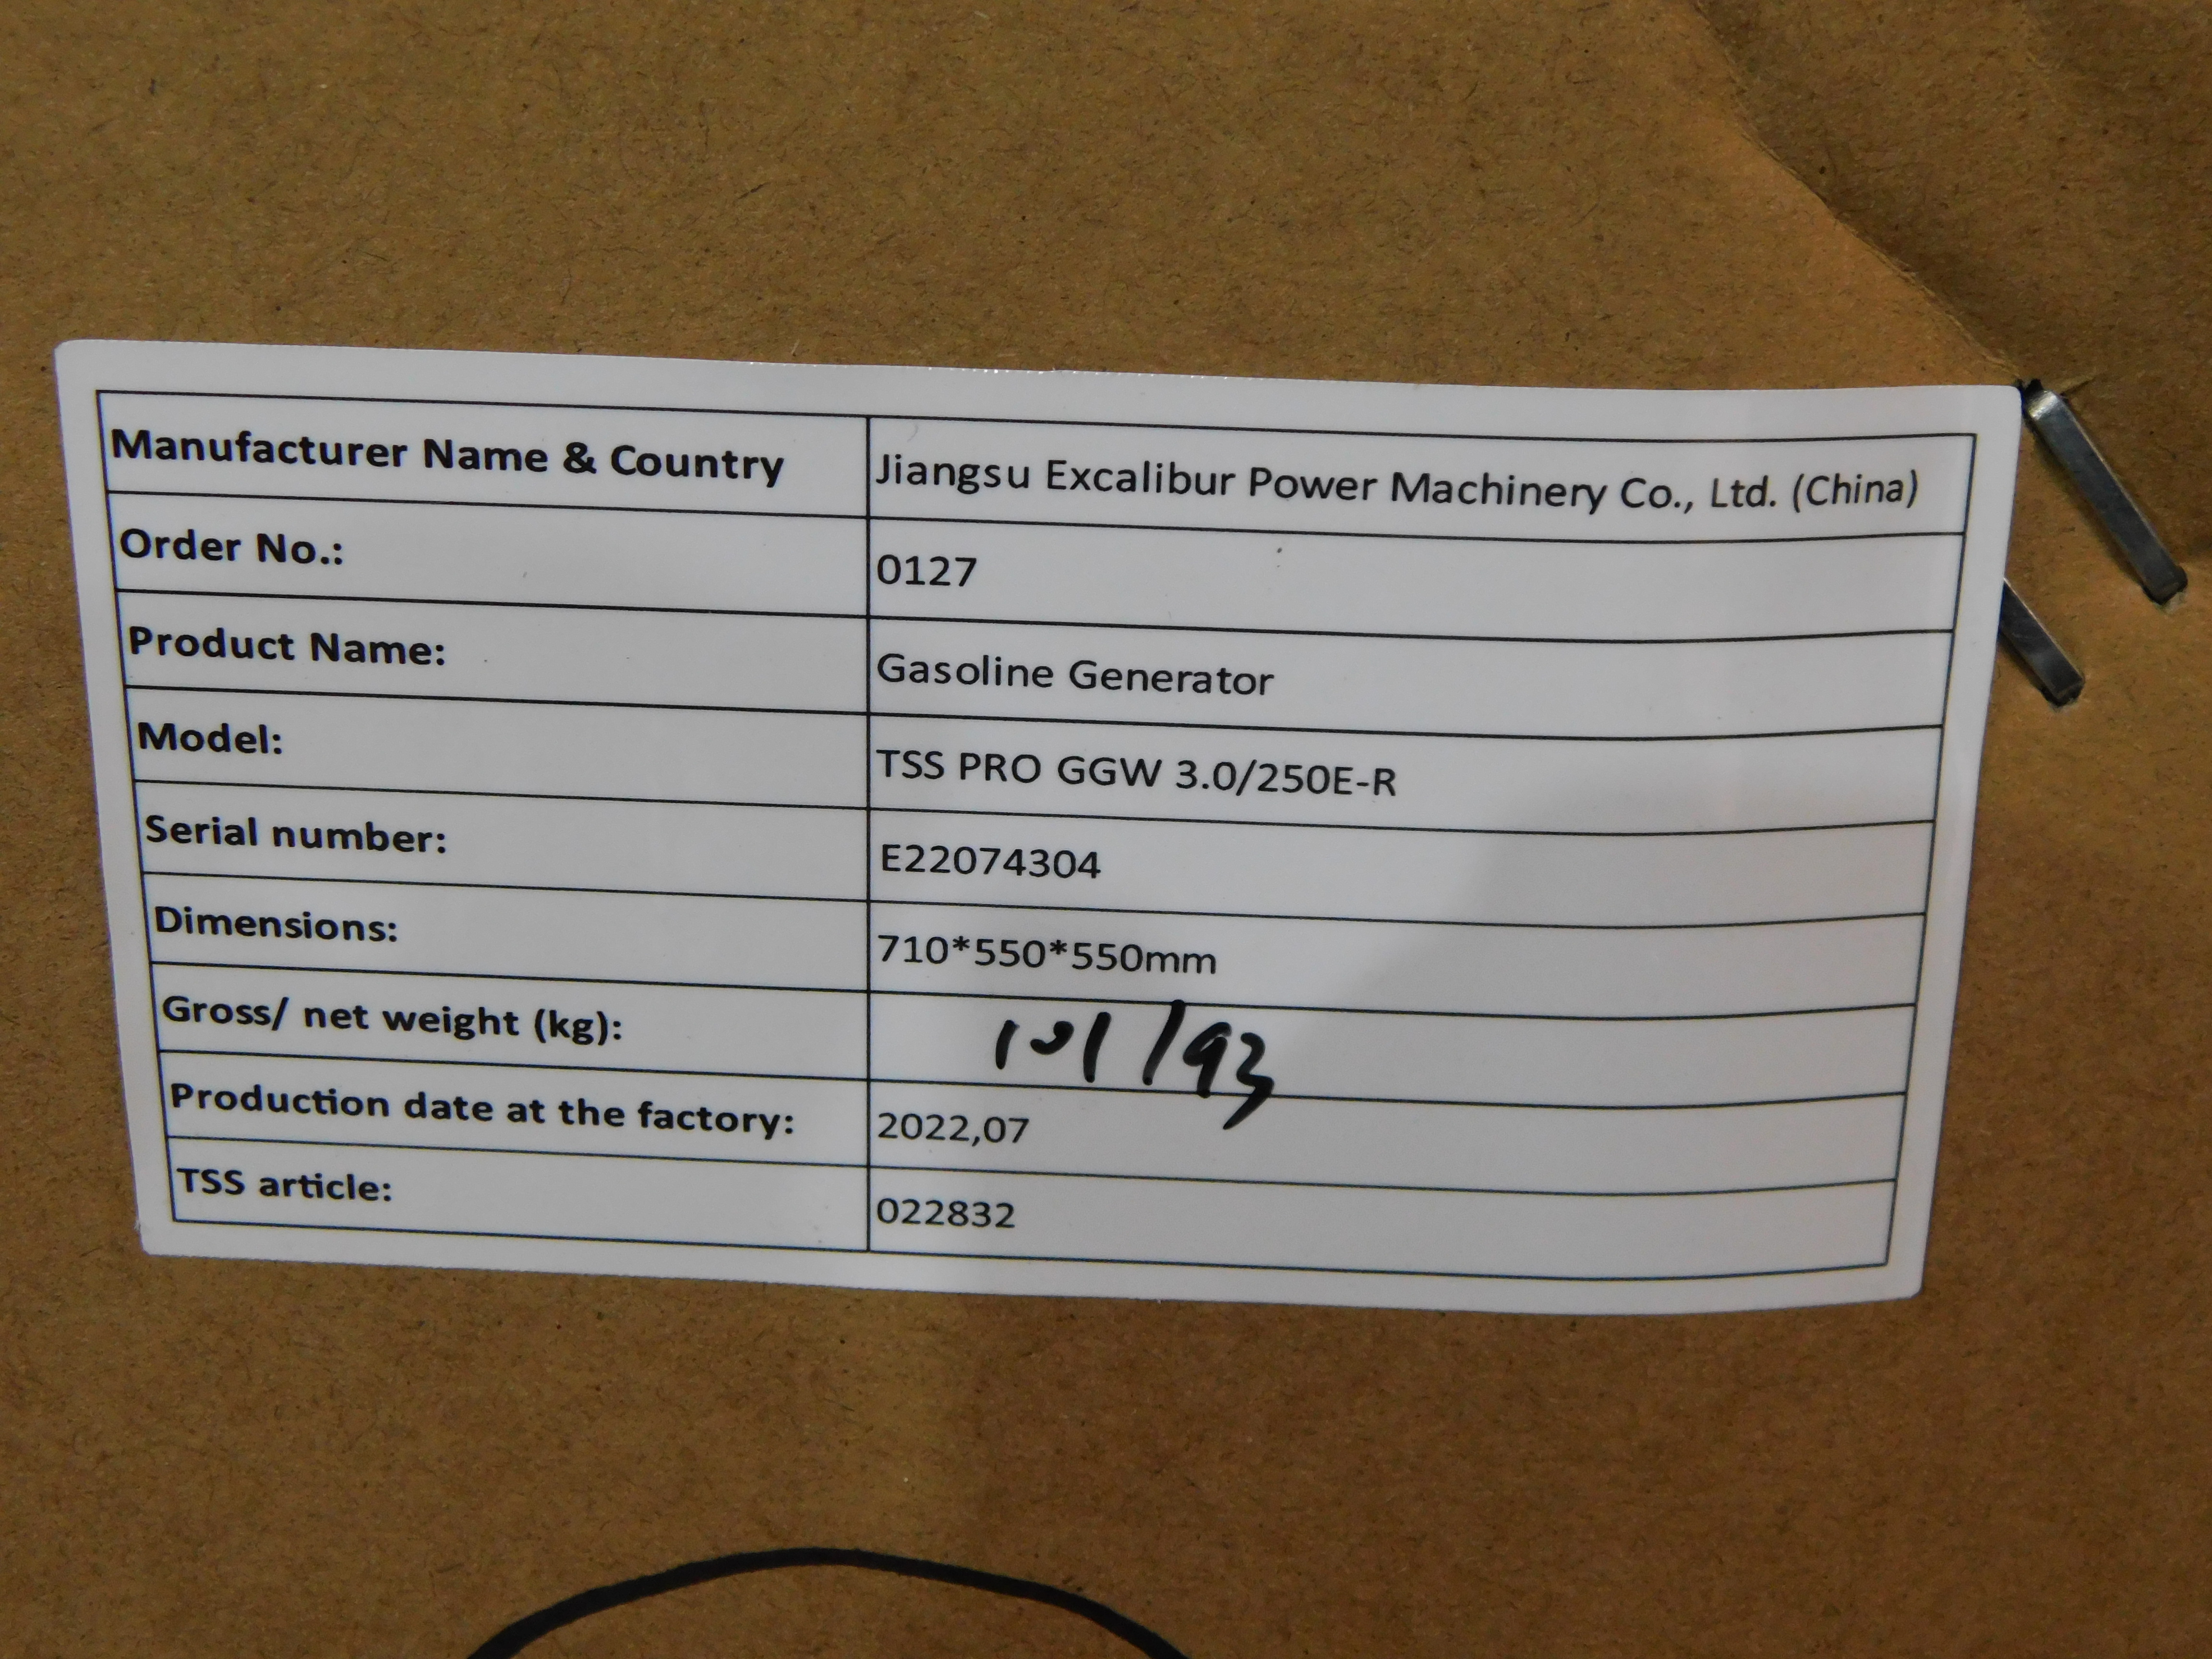 Manufacturer Name & Country Jiangsu Excalibur Power Machinery Co., Ltd. (China)
Order No.: 0127
Product Name: Gasoline Generator
Model: TSS PRO GGW 3.0/250E-R
Serial number: E22074304
Dimensions: 710*550*550mm
Gross/ net weight (kg): 101/93
Production date at the factory: 2022,07
TSS article: 022832